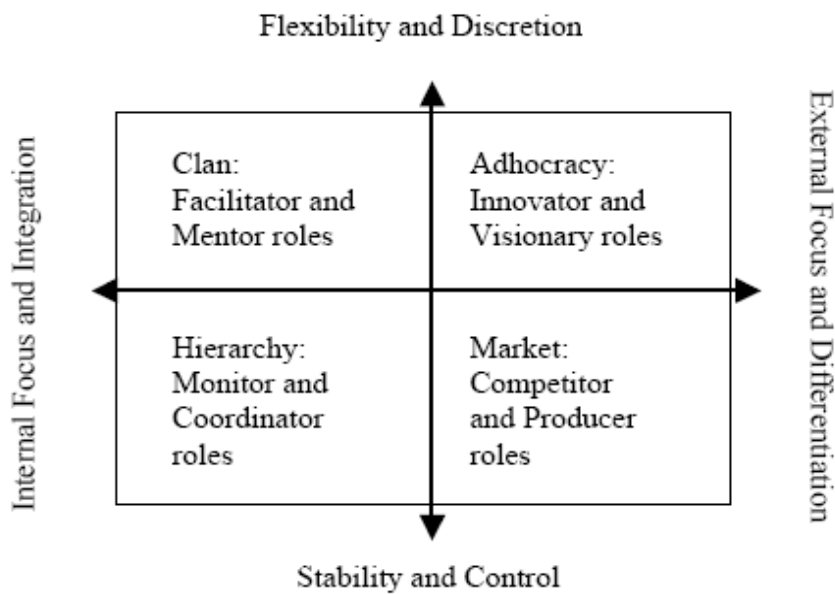 Flexibility and Discretion
Internal Focus and Integration
Clan:
Facilitator and
Mentor roles
Adhocracy:
Innovator and
Visionary roles
Hierarchy:
Monitor and
Coordinator
roles
Market:
Competitor
and Producer
roles
External Focus and Differentiation
Stability and Control